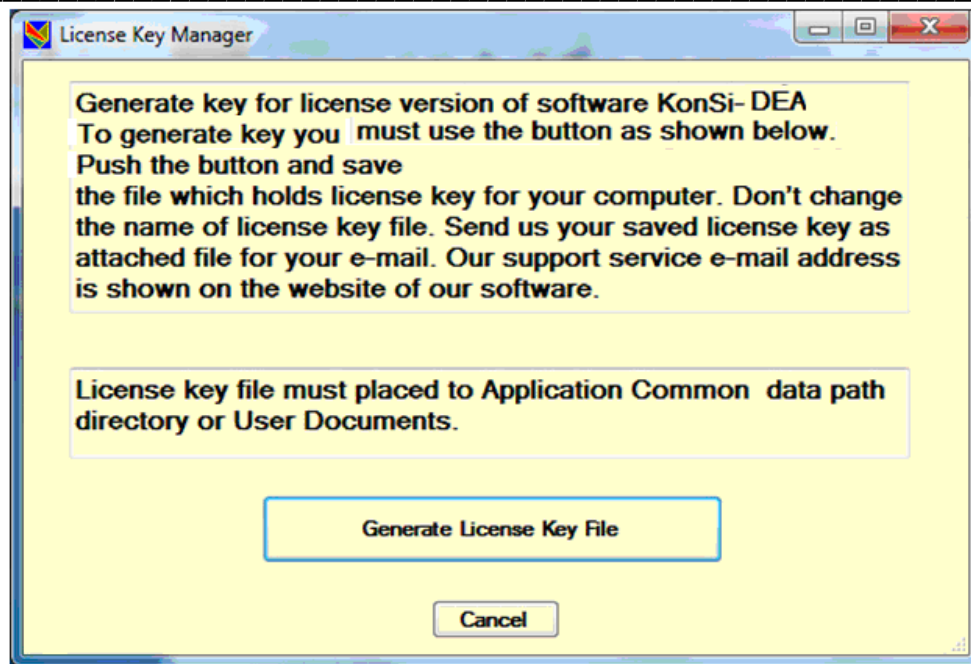 License Key Manager
Generate key for license version of software KonSi-DEA
To generate key you must use the button as shown below.
Push the button and save
the file which holds license key for your computer. Don't change
the name of license key file. Send us your saved license key as
attached file for your e-mail. Our support service e-mail address
is shown on the website of our software.
License key file must placed to Application Common data path
directory or User Documents.
Generate License Key File
Cancel